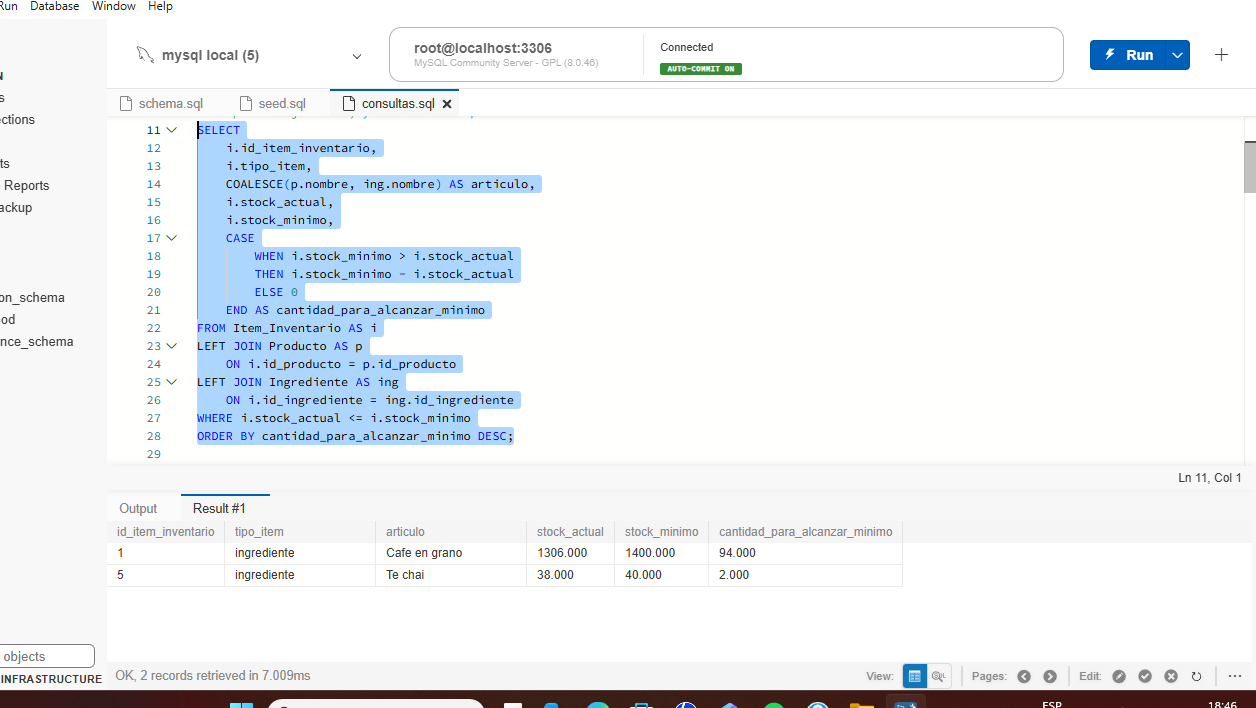 Run Database Window Help
mysql local (5)
root@localhost:3306
MySQL Community Server - GPL (8.0.46)
Connected
AUTO-COMMIT ON
Run
schema.sql seed.sql consultas.sql
ections
Reports
ackup
on_schema
ood
nce_schema
objects
INFRASTRUCTURE
11 SELECT
12 i.id_item_inventario,
13 i.tipo_item,
14 COALESCE(p.nombre, ing.nombre) AS articulo,
15 i.stock_actual,
16 i.stock_minimo,
17 CASE
18 WHEN i.stock_minimo > i.stock_actual
19 THEN i.stock_minimo - i.stock_actual
20 ELSE 0
21 END AS cantidad_para_alcanzar_minimo
22 FROM Item_Inventario AS i
23 LEFT JOIN Producto AS p
24 ON i.id_producto = p.id_producto
25 LEFT JOIN Ingrediente AS ing
26 ON i.id_ingrediente = ing.id_ingrediente
27 WHERE i.stock_actual <= i.stock_minimo
28 ORDER BY cantidad_para_alcanzar_minimo DESC;
29
Ln 11, Col 1
Output Result #1
id_item_inventario tipo_item articulo stock_actual stock_minimo cantidad_para_alcanzar_minimo
1 ingrediente Cafe en grano 1306.000 1400.000 94.000
5 ingrediente Te chai 38.000 40.000 2.000
OK, 2 records retrieved in 7.009ms
View: Pages: Edit:
ESP 18:46